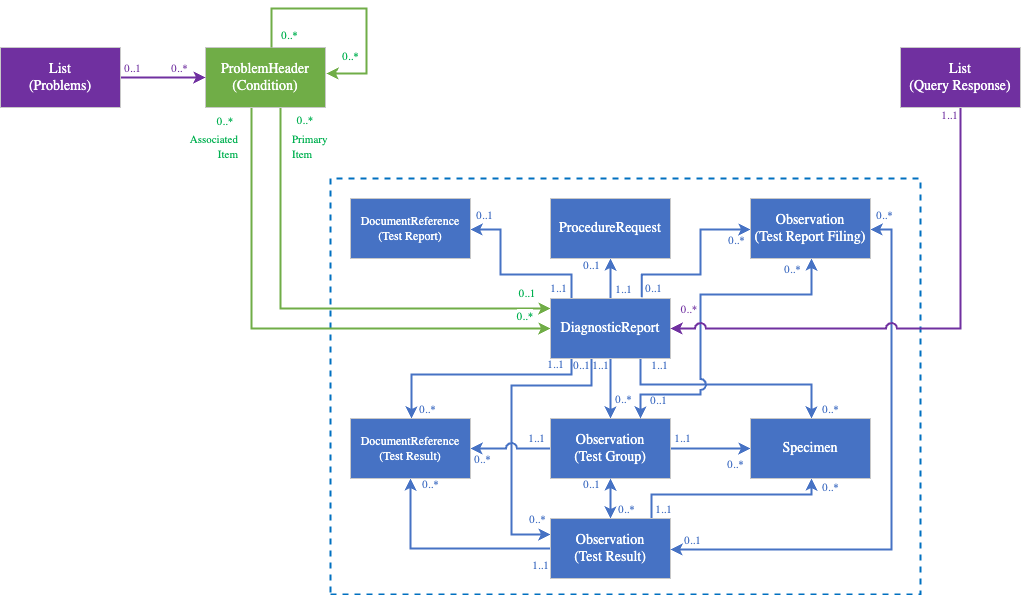 0..*
0..*
List
(Problems)
0..1
0..*
ProblemHeader
(Condition)
List
(Query Response)
0..*
Associated
Item
0..*
Primary
Item
1..1
DocumentReference
(Test Report)
0..1
ProcedureRequest
Observation
(Test Report Filing)
0..*
0..*
0..1
0..*
0..1
1..1
1..1
0..1
0..*
0..*
DiagnosticReport
0..*
1..1
0..1
1..1
1..1
0..*
0..*
0..1
0..*
DocumentReference
(Test Result)
0..*
1..1
Observation
(Test Group)
1..1
0..*
Specimen
0..*
0..1
0..*
0..*
0..*
1..1
Observation
(Test Result)
0..1
1..1